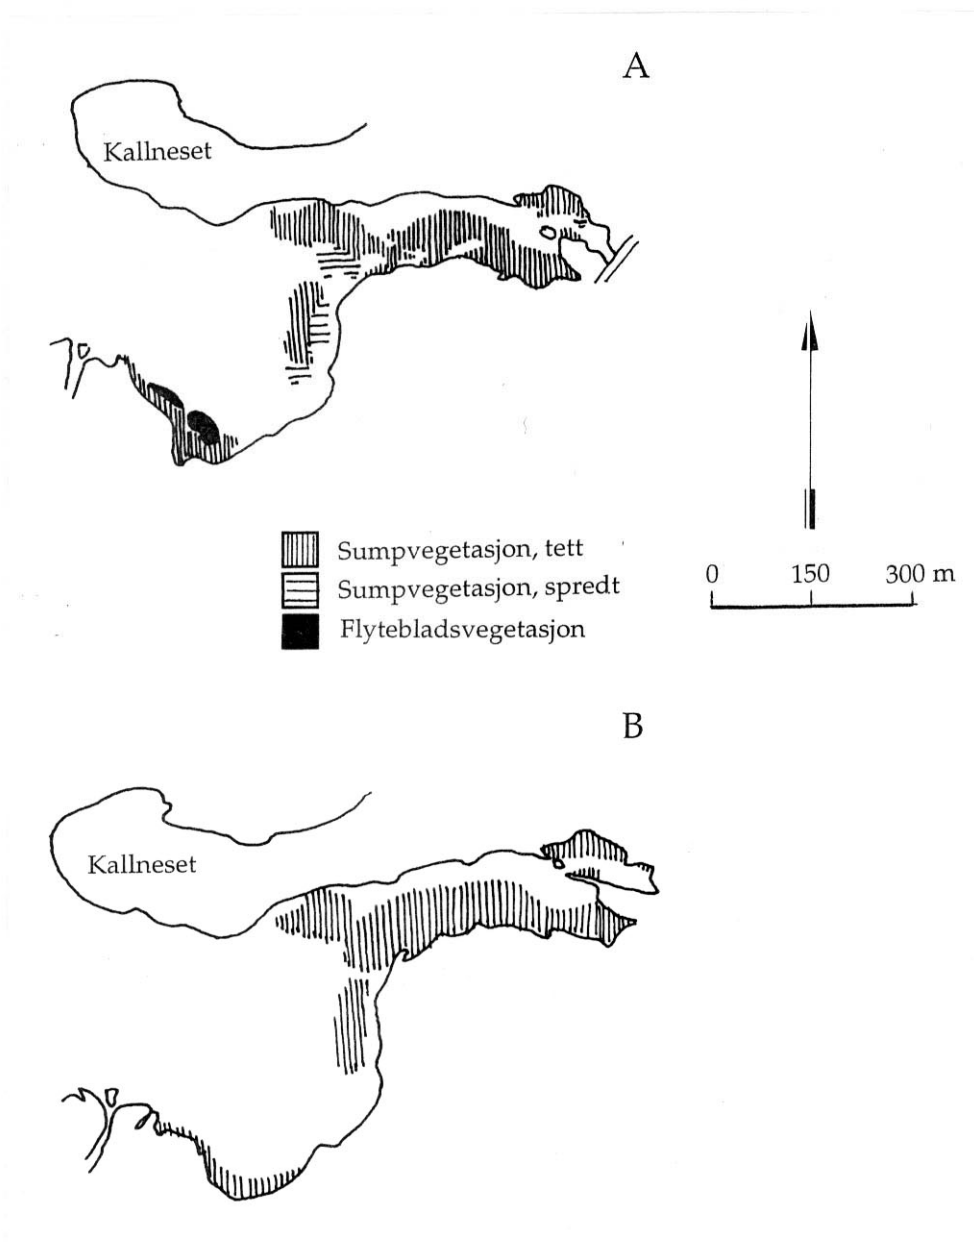 A
Kallneset
Sumpvegetasjon, tett
Sumpvegetasjon, spredt
Flytebladsvegetasjon
0 150 300 m
B
Kallneset